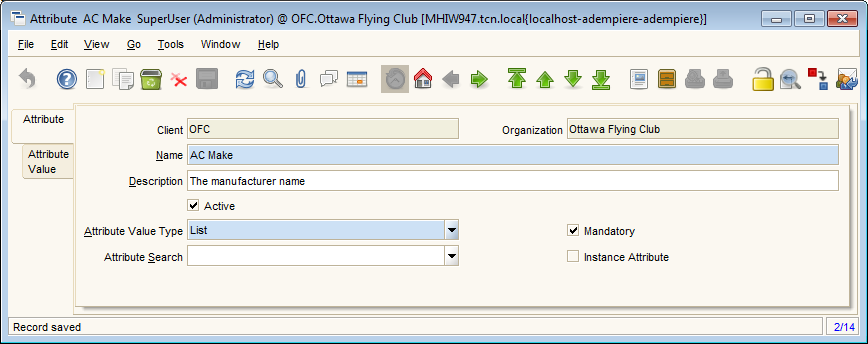 Attribute AC Make SuperUser (Administrator) @ OFC.Ottawa Flying Club [MHIW947.tcn.local{localhost-adempiere-adempiere}]
File Edit View Go Tools Window Help
Attribute
Attribute
Value
Client OFC Organization Ottawa Flying Club
Name AC Make
Description The manufacturer name
Active
Attribute Value Type List Mandatory
Attribute Search Instance Attribute
Record saved 2/14